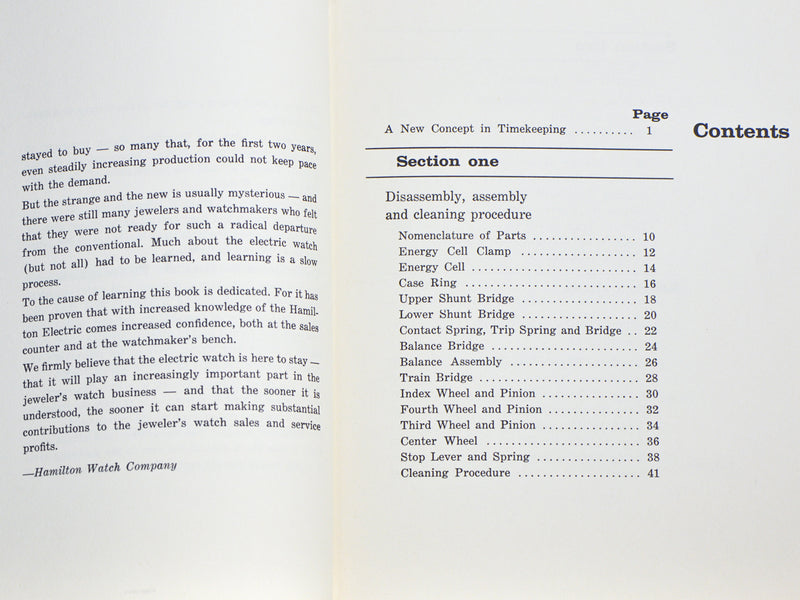 stayed to buy — so many that, for the first two years,
even steadily increasing production could not keep pace
with the demand.
But the strange and the new is usually mysterious — and
there were still many jewelers and watchmakers who felt
that they were not ready for such a radical departure
from the conventional. Much about the electric watch
(but not all) had to be learned, and learning is a slow
process.
To the cause of learning this book is dedicated. For it has
been proven that with increased knowledge of the Hamil-
ton Electric comes increased confidence, both at the sales
counter and at the watchmaker's bench.
We firmly believe that the electric watch is here to stay —
that it will play an increasingly important part in the
jeweler's watch business — and that the sooner it is
understood, the sooner it can start making substantial
contributions to the jeweler's watch sales and service
profits.
—Hamilton Watch Company
Contents
Page
A New Concept in Timekeeping .......... 1
Section one
Disassembly, assembly
and cleaning procedure
Nomenclature of Parts ................. 10
Energy Cell Clamp ................... 12
Energy Cell ........................... 14
Case Ring ............................ 16
Upper Shunt Bridge ................... 18
Lower Shunt Bridge ................... 20
Contact Spring, Trip Spring and Bridge .. 22
Balance Bridge ........................ 24
Balance Assembly ..................... 26
Train Bridge .......................... 28
Index Wheel and Pinion ............... 30
Fourth Wheel and Pinion .............. 32
Third Wheel and Pinion ............... 34
Center Wheel ......................... 36
Stop Lever and Spring ................ 38
Cleaning Procedure ................... 41